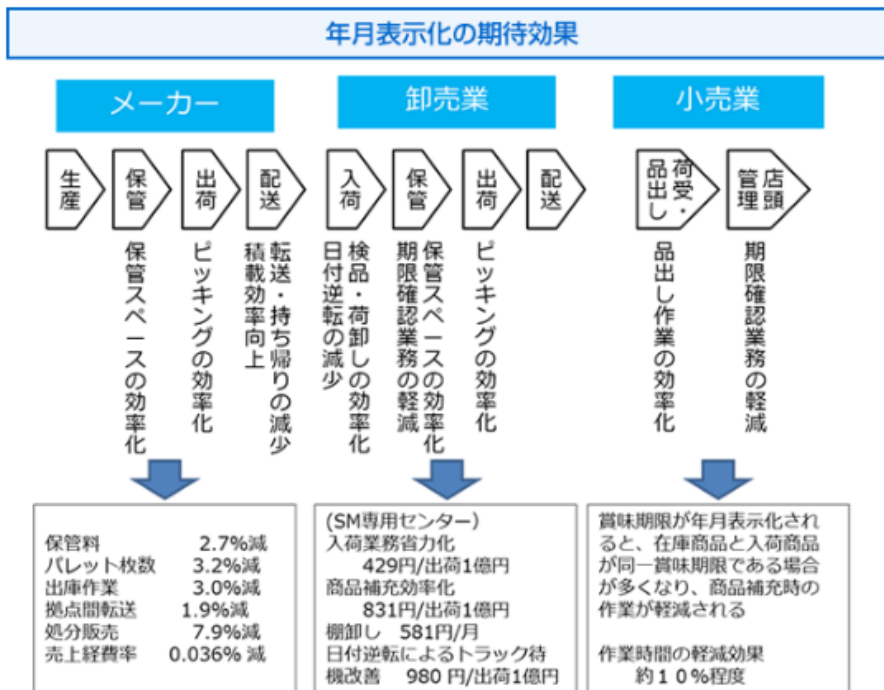 年月表示化の期待効果
メーカー
生産
保管
出荷
配送
保管スペースの効率化
ピッキングの効率化
転送・持ち帰りの減少
積載効率向上
保管料 2.7%減
パレット枚数 3.2%減
出庫作業 3.0%減
拠点間転送 1.9%減
処分販売 7.9%減
売上経費率 0.036% 減
卸売業
入荷
保管
出荷
配送
検品・荷卸しの効率化
日付逆転の減少
保管スペースの効率化
期限確認業務の軽減
ピッキングの効率化
(SM専用センター)
入荷業務省力化
429円/出荷1億円
商品補充効率化
831円/出荷1億円
棚卸し 581円/月
日付逆転によるトラック待
機改善 980 円/出荷1億円
小売業
荷受・
品出し
店頭
管理
品出し作業の効率化
期限確認業務の軽減
賞味期限が年月表示化され
ると、在庫商品と入荷商品
が同一賞味期限である場合
が多くなり、商品補充時の
作業が軽減される
作業時間の軽減効果
約１０%程度